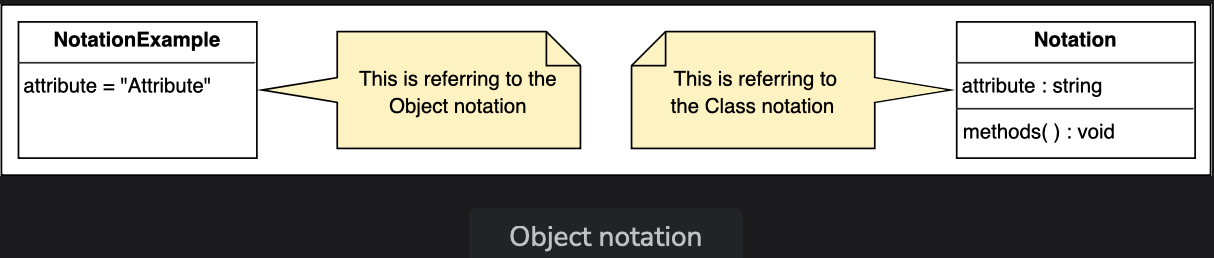 NotationExample
attribute = "Attribute"
This is referring to the
Object notation
This is referring to
the Class notation
Notation
attribute : string
methods( ) : void
Object notation